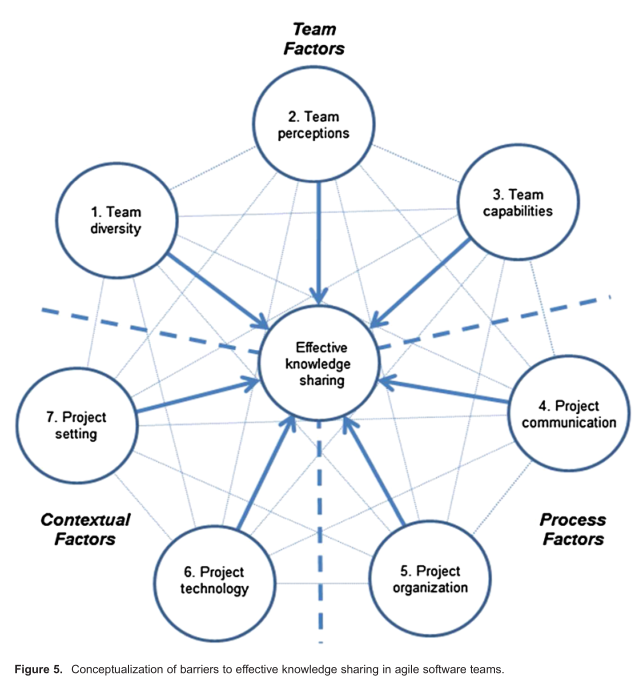 Team
Factors
2. Team
perceptions
1. Team
diversity
3. Team
capabilities
Effective
knowledge
sharing
7. Project
setting
4. Project
communication
Contextual
Factors
Process
Factors
6. Project
technology
5. Project
organization
Figure 5. Conceptualization of barriers to effective knowledge sharing in agile software teams.